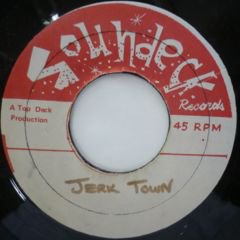 Soundeck
Records
A Top Deck
Production
45 RPM
JERK TOWN